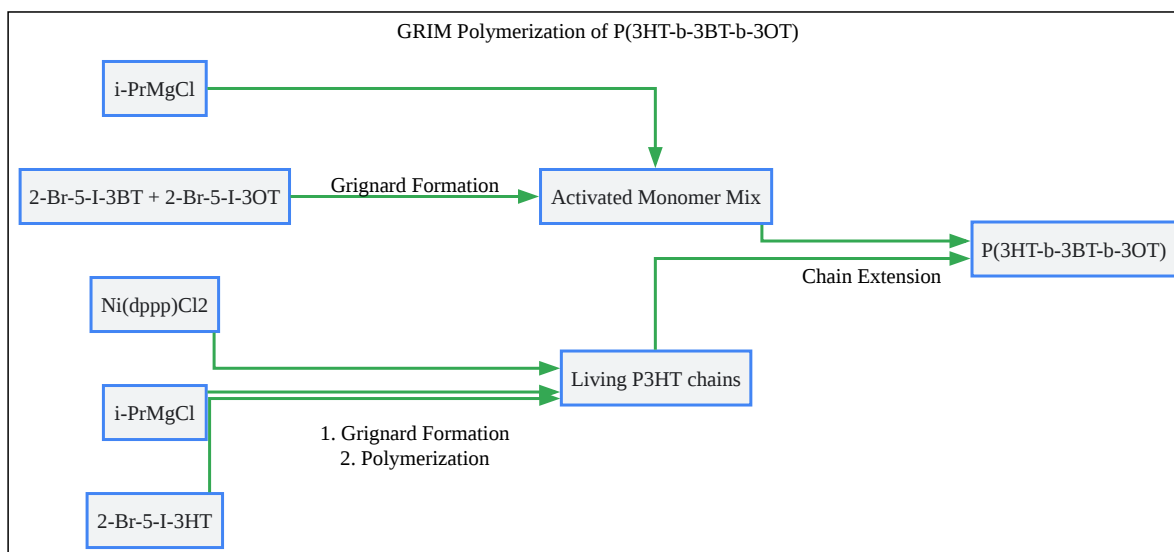 GRIM Polymerization of P(3HT-b-3BT-b-3OT)
i-PrMgCl
2-Br-5-I-3BT + 2-Br-5-I-3OT
Grignard Formation
Activated Monomer Mix
P(3HT-b-3BT-b-3OT)
Chain Extension
Ni(dppp)Cl2
Living P3HT chains
i-PrMgCl
1. Grignard Formation
2. Polymerization
2-Br-5-I-3HT